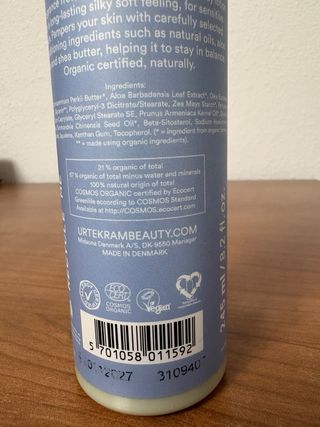 long-lasting silky soft feeling, for sensitive
Pampers your skin with carefully selected
ingredients such as natural oils, aloe
shea butter, helping it to stay in balance.
Organic certified, naturally.
Ingredients:
Parkii Butter*, Aloe Barbadensis Leaf Extract*,
Polyglyceryl-3 Dicitrate/Stearate, Zea Mays Starch*,
Glyceryl Stearate SE, Prunus Armeniaca Kernel Oil*,
Chinensis Seed Oil*, Beta-Sitosterol, Sodium
Squalene, Xanthan Gum, Tocopherol. (* = ingredient from organic
** = made using organic ingredients).
21 % organic of total
67 % organic of total minus water and minerals
100 % natural origin of total
COSMOS ORGANIC certified by Ecocert
Greenlife according to COSMOS Standard
Available at http://COSMOS.ecocert.com
URTEKRAMBEAUTY.COM
Midsona Denmark A/S, DK-9550 Mariager
MADE IN DENMARK
ECO
CERT
COSMOS
ORGANIC
Vegan
245 ml / 8.2 fl. oz.
5 701058 011592
2027
310940